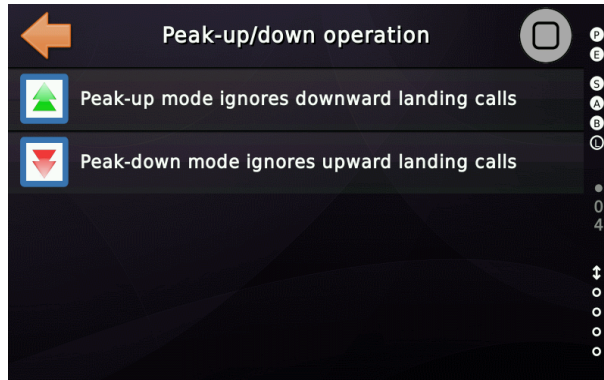 Peak-up/down operation
Peak-up mode ignores downward landing calls
Peak-down mode ignores upward landing calls
P
E
S
A
B
L
0
4